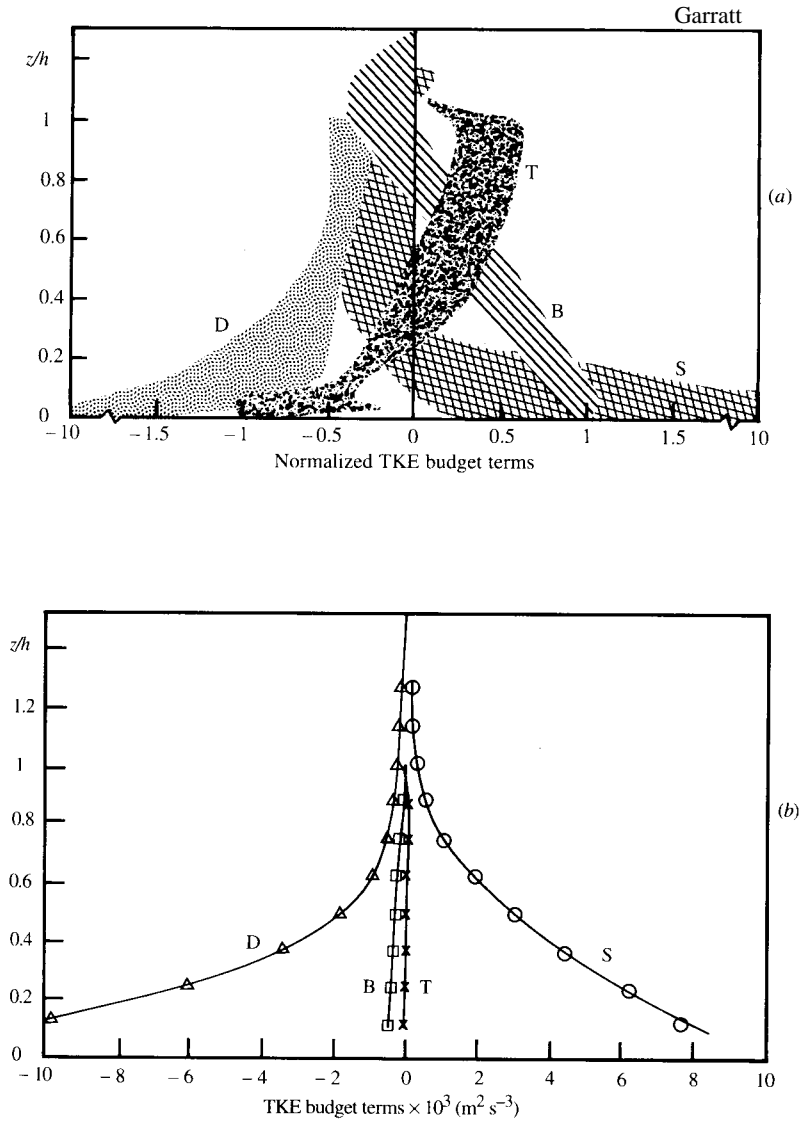 Garratt
z/h
1
0.8
0.6
0.4
0.2
0
D
T
B
S
(a)
−10 −1.5 −1 −0.5 0 0.5 1 1.5 10
Normalized TKE budget terms
z/h
1.2
1
0.8
0.6
0.4
0.2
0
D
B
T
S
(b)
−10 −8 −6 −4 −2 0 2 4 6 8 10
TKE budget terms × 10³ (m² s⁻³)